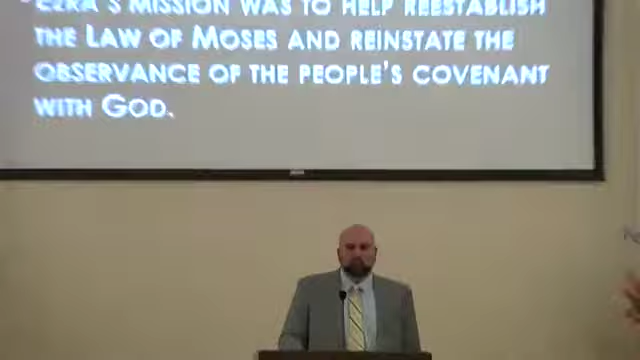 EZRA'S MISSION WAS TO HELP REESTABLISH
THE LAW OF MOSES AND REINSTATE THE
OBSERVANCE OF THE PEOPLE'S COVENANT
WITH GOD.